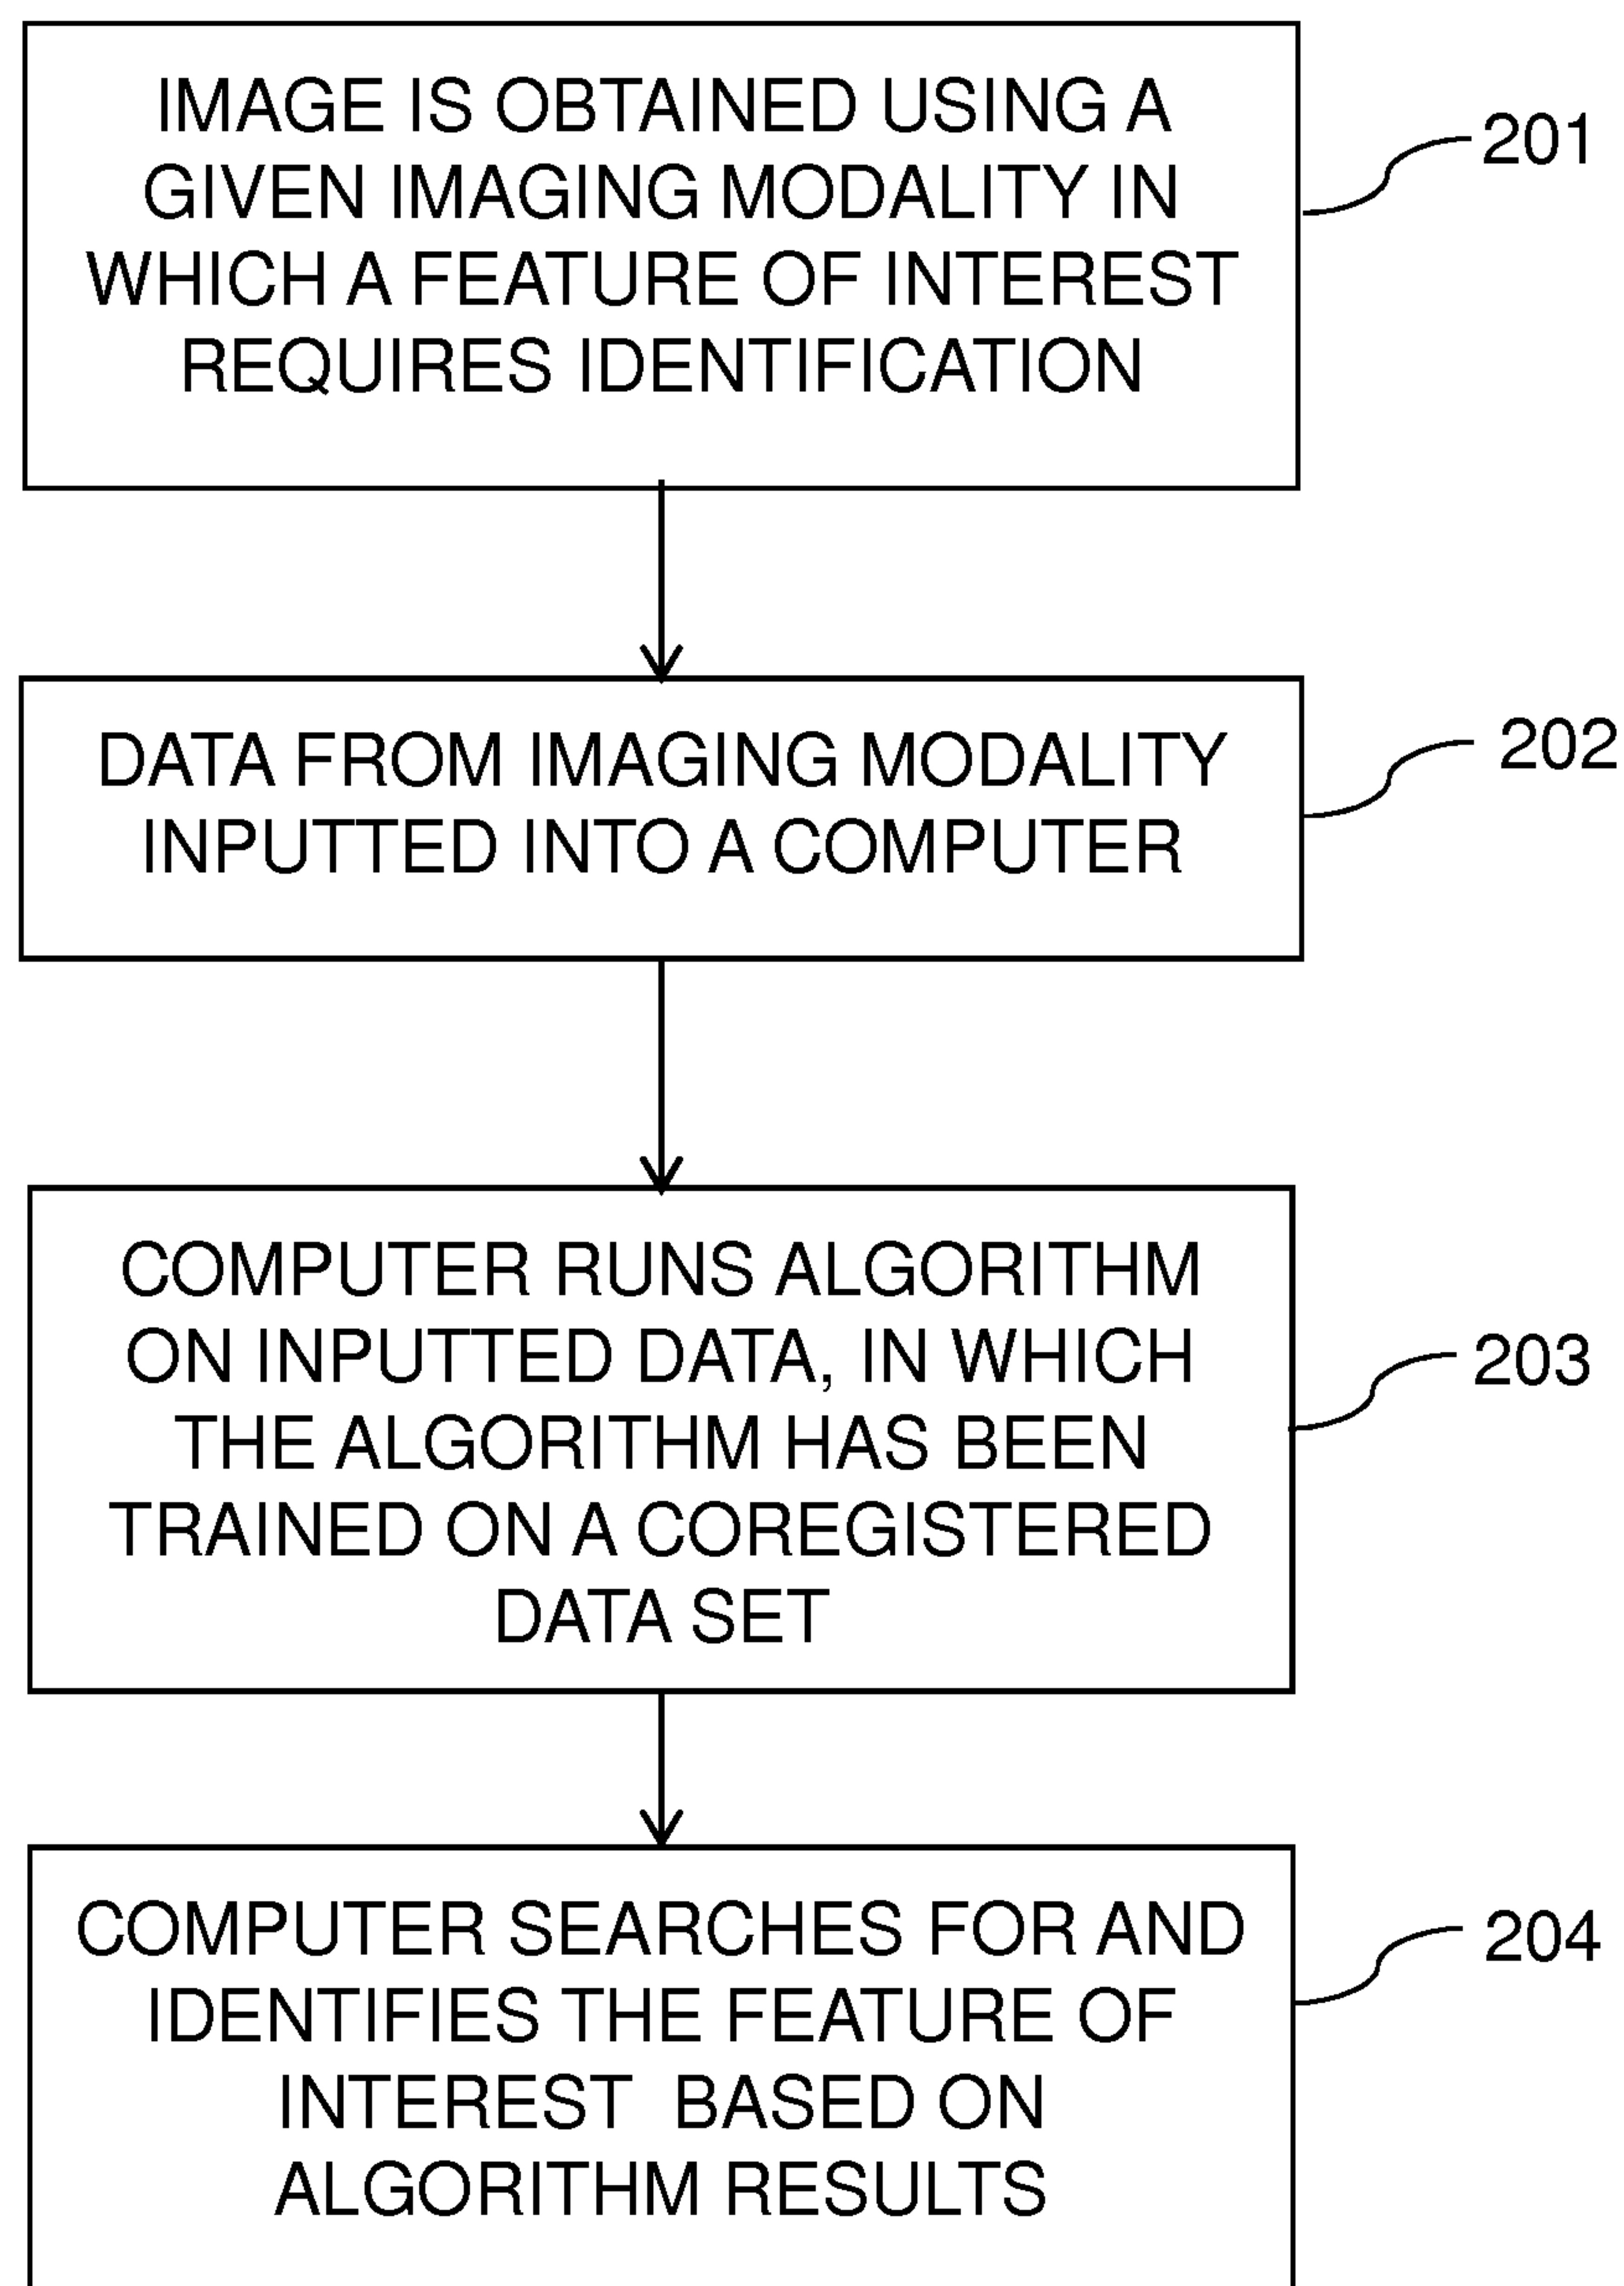 IMAGE IS OBTAINED USING A
GIVEN IMAGING MODALITY IN
WHICH A FEATURE OF INTEREST
REQUIRES IDENTIFICATION
201
DATA FROM IMAGING MODALITY
INPUTTED INTO A COMPUTER
202
COMPUTER RUNS ALGORITHM
ON INPUTTED DATA, IN WHICH
THE ALGORITHM HAS BEEN
TRAINED ON A COREGISTERED
DATA SET
203
COMPUTER SEARCHES FOR AND
IDENTIFIES THE FEATURE OF
INTEREST BASED ON
ALGORITHM RESULTS
204